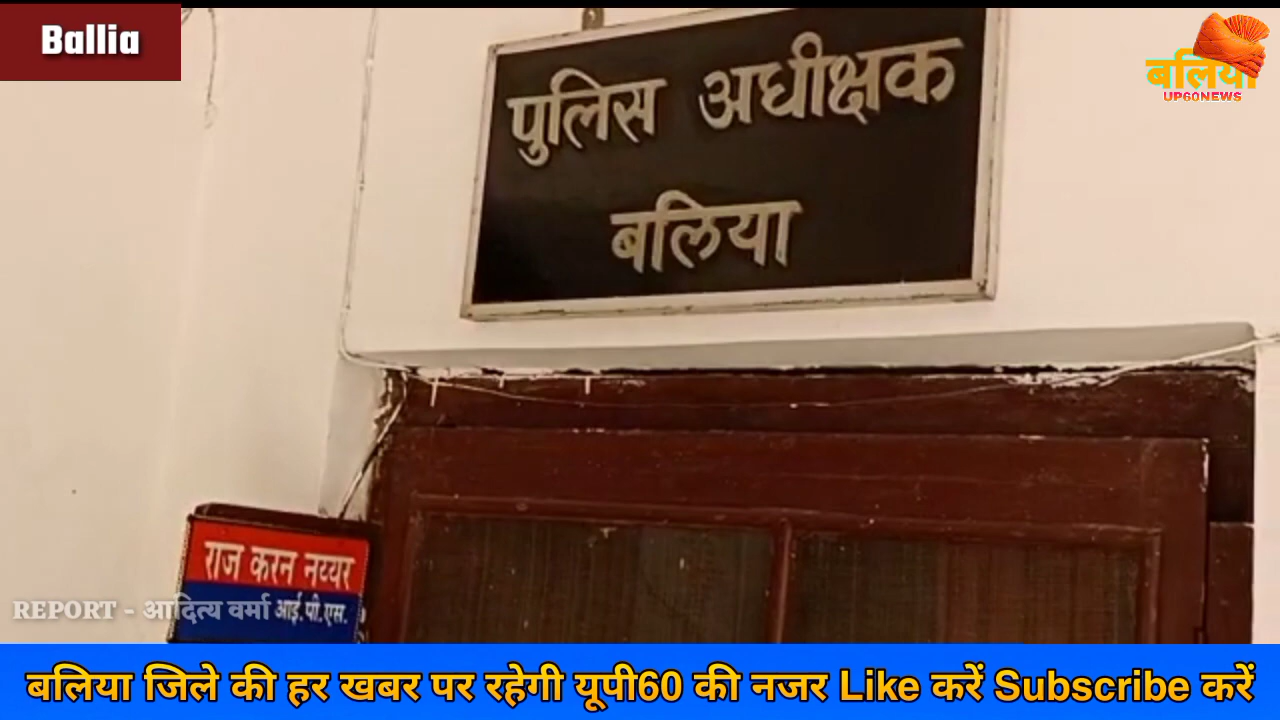 Ballia
बलिया
UP60NEWS
पुलिस अधीक्षक
बलिया
राज करन नय्यर
आई.पी.एस.
REPORT - आदित्य वर्मा
बलिया जिले की हर खबर पर रहेगी यूपी60 की नजर Like करें Subscribe करें